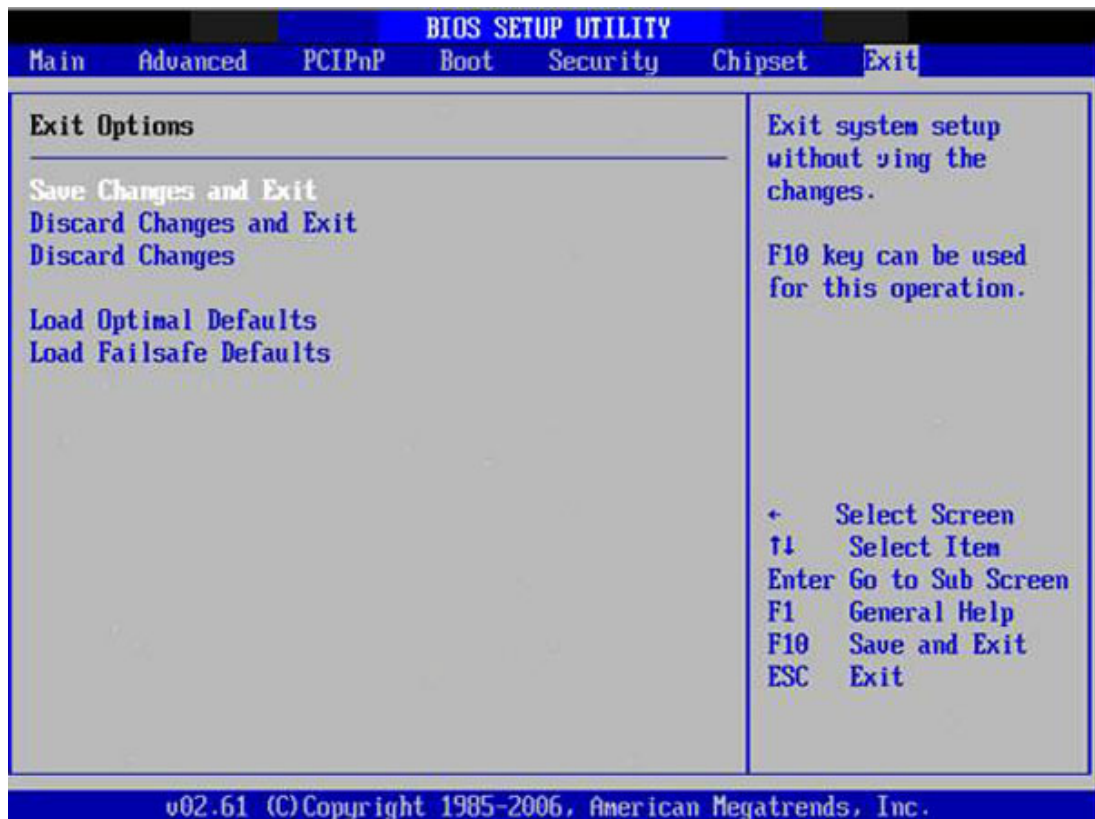 BIOS SETUP UTILITY
Main Advanced PCIPnP Boot Security Chipset Exit
Exit Options
Save Changes and Exit
Discard Changes and Exit
Discard Changes
Load Optimal Defaults
Load Failsafe Defaults
Exit system setup
without ving the
changes.
F10 key can be used
for this operation.
← Select Screen
↑↓ Select Item
Enter Go to Sub Screen
F1 General Help
F10 Save and Exit
ESC Exit
v02.61 (C)Copyright 1985-2006, American Megatrends, Inc.